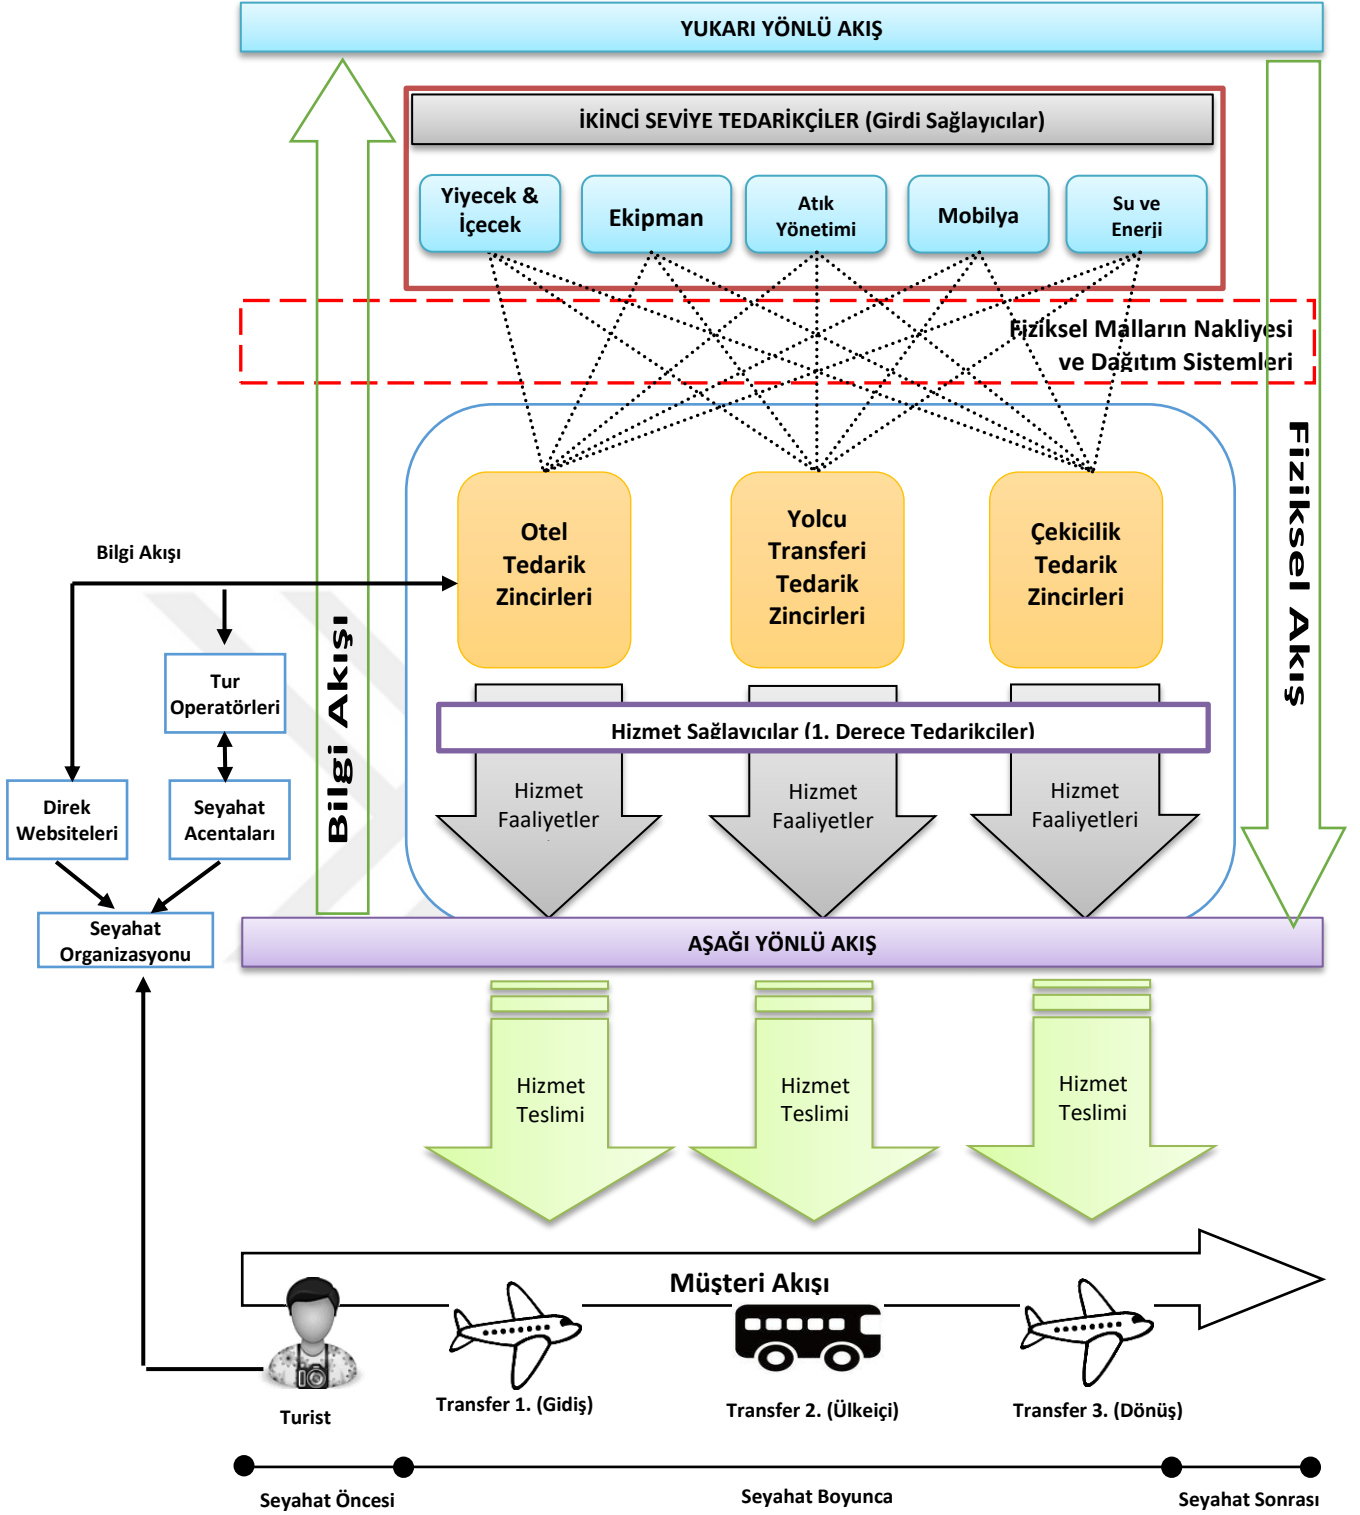 YUKARI YÖNLÜ AKIŞ
İKİNCİ SEVİYE TEDARİKÇİLER (Girdi Sağlayıcılar)
Yiyecek &
İçecek
Ekipman
Atık
Yönetimi
Mobilya
Su ve
Enerji
Fiziksel Malların Nakliyesi
ve Dağıtım Sistemleri
Otel
Tedarik
Zincirleri
Yolcu
Transferi
Tedarik
Zincirleri
Çekicilik
Tedarik
Zincirleri
Fiziksel Akış
Bilgi Akışı
Bilgi Akışı
Tur
Operatörleri
Direk
Websiteleri
Seyahat
Acentaları
Seyahat
Organizasyonu
Hizmet Sağlayıcılar (1. Derece Tedarikciler)
Hizmet
Faaliyetler
Hizmet
Faaliyetler
Hizmet
Faaliyetleri
AŞAĞI YÖNLÜ AKIŞ
Hizmet
Teslimi
Hizmet
Teslimi
Hizmet
Teslimi
Müşteri Akışı
Turist
Transfer 1. (Gidiş)
Transfer 2. (Ülkeiçi)
Transfer 3. (Dönüş)
Seyahat Öncesi
Seyahat Boyunca
Seyahat Sonrası